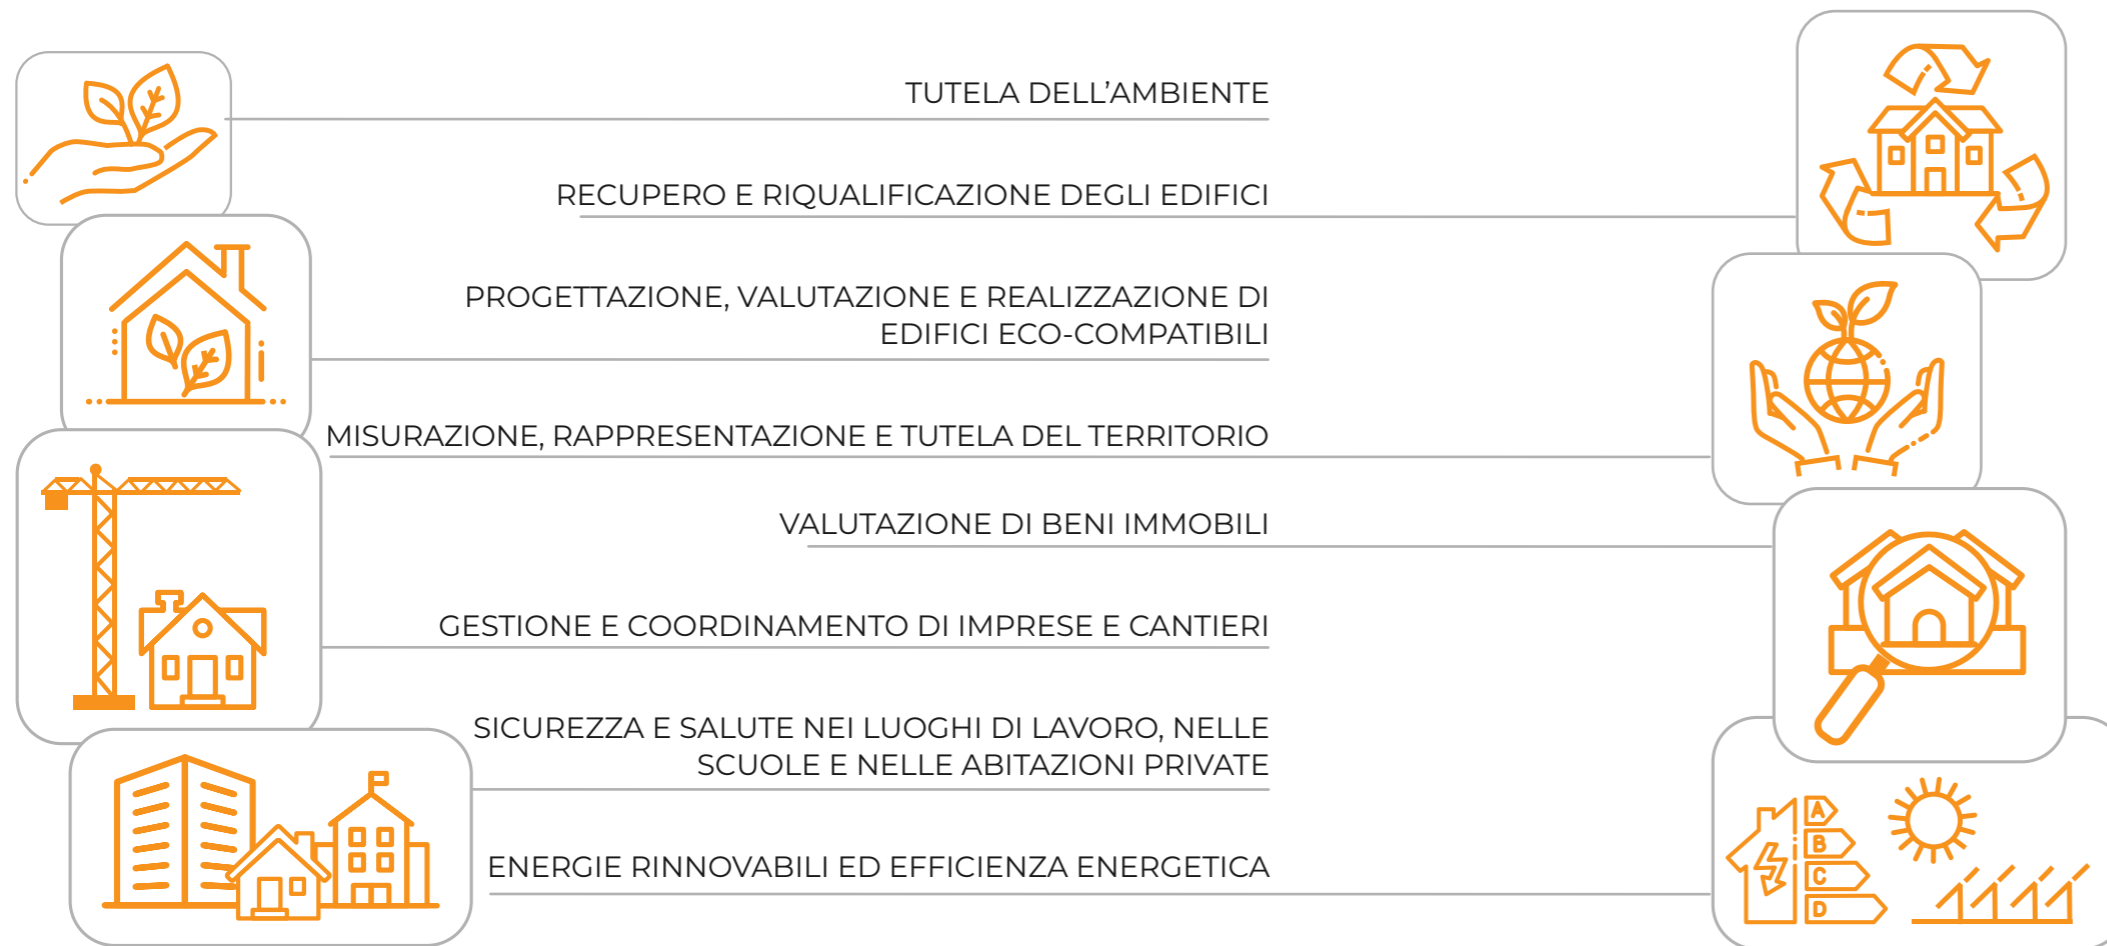 TUTELA DELL’AMBIENTE
RECUPERO E RIQUALIFICAZIONE DEGLI EDIFICI
PROGETTAZIONE, VALUTAZIONE E REALIZZAZIONE DI
EDIFICI ECO-COMPATIBILI
MISURAZIONE, RAPPRESENTAZIONE E TUTELA DEL TERRITORIO
VALUTAZIONE DI BENI IMMOBILI
GESTIONE E COORDINAMENTO DI IMPRESE E CANTIERI
SICUREZZA E SALUTE NEI LUOGHI DI LAVORO, NELLE
SCUOLE E NELLE ABITAZIONI PRIVATE
ENERGIE RINNOVABILI ED EFFICIENZA ENERGETICA
A
B
C
D